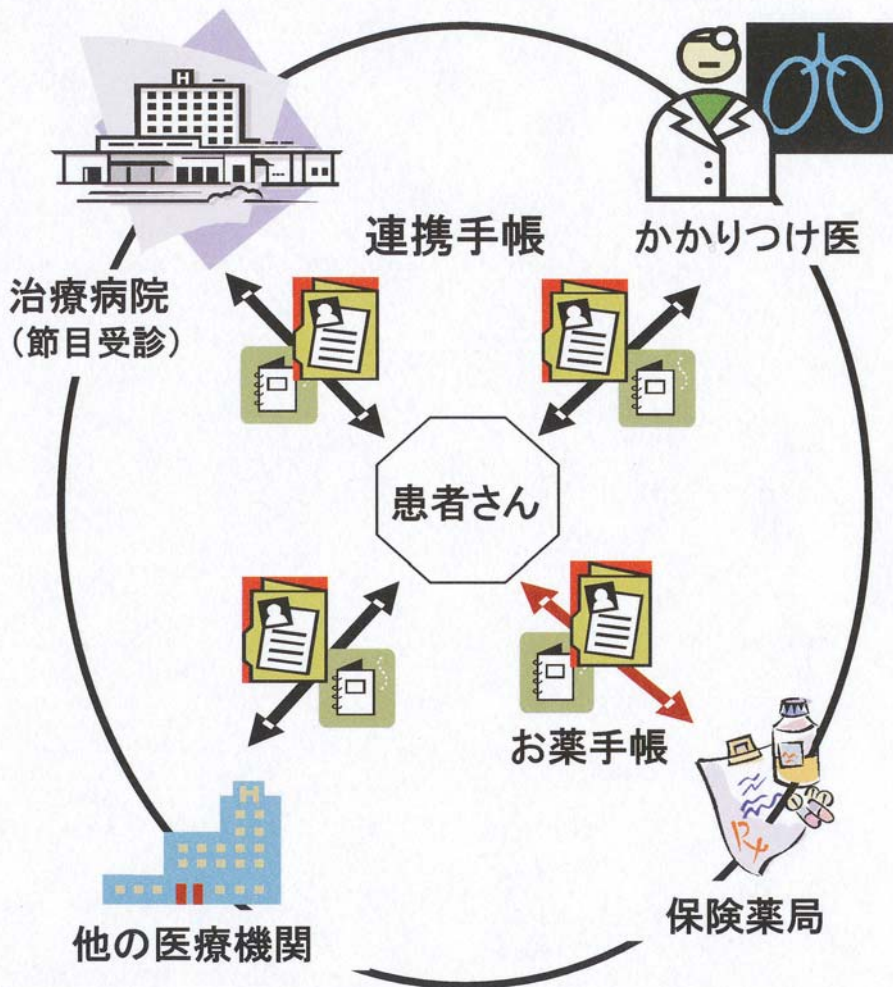 H
連携手帳
かかりつけ医
治療病院
(節目受診)
患者さん
お薬手帳
H
Rx
保険薬局
他の医療機関